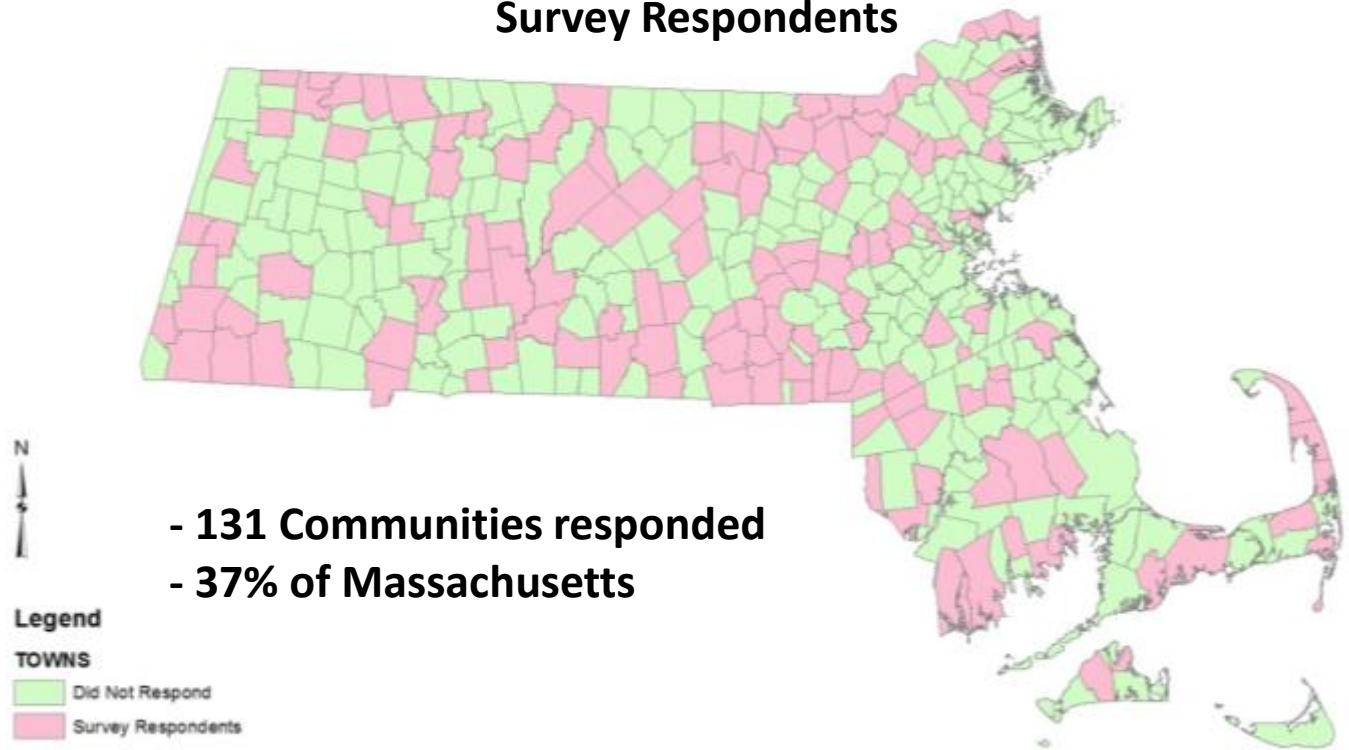 Survey Respondents
N
- 131 Communities responded
- 37% of Massachusetts
Legend
TOWNS
Did Not Respond
Survey Respondents